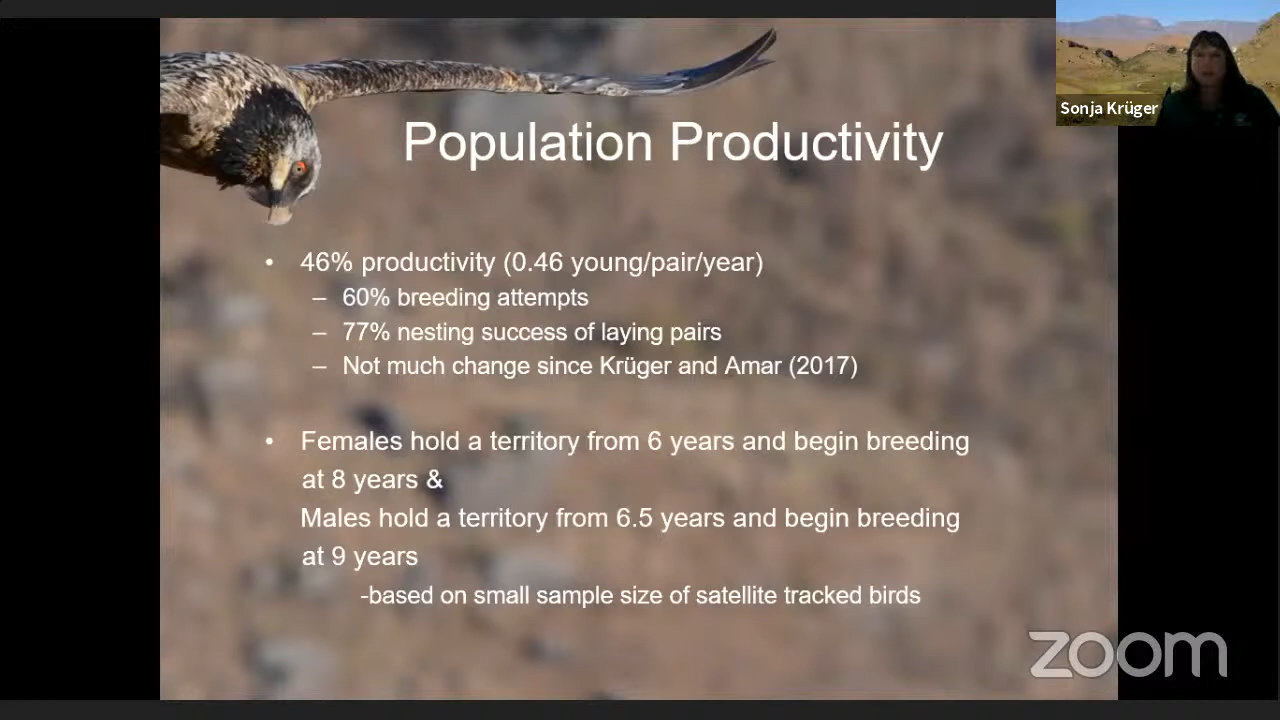 Sonja Krüger
Population Productivity
• 46% productivity (0.46 young/pair/year)
– 60% breeding attempts
– 77% nesting success of laying pairs
– Not much change since Krüger and Amar (2017)
• Females hold a territory from 6 years and begin breeding
at 8 years &
Males hold a territory from 6.5 years and begin breeding
at 9 years
-based on small sample size of satellite tracked birds
zoom